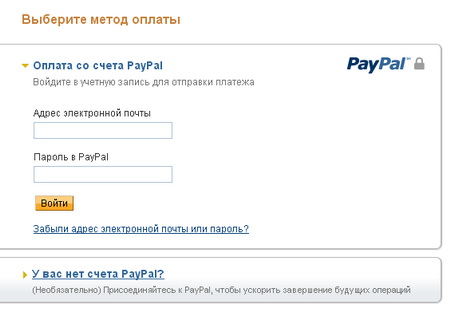 Выберите метод оплаты
Оплата со счета PayPal
PayPal™
Войдите в учетную запись для отправки платежа
Адрес электронной почты
Пароль в PayPal
Войти
Забыли адрес электронной почты или пароль?
У вас нет счета PayPal?
(Необязательно) Присоединяйтесь к PayPal, чтобы ускорить завершение будущих операций